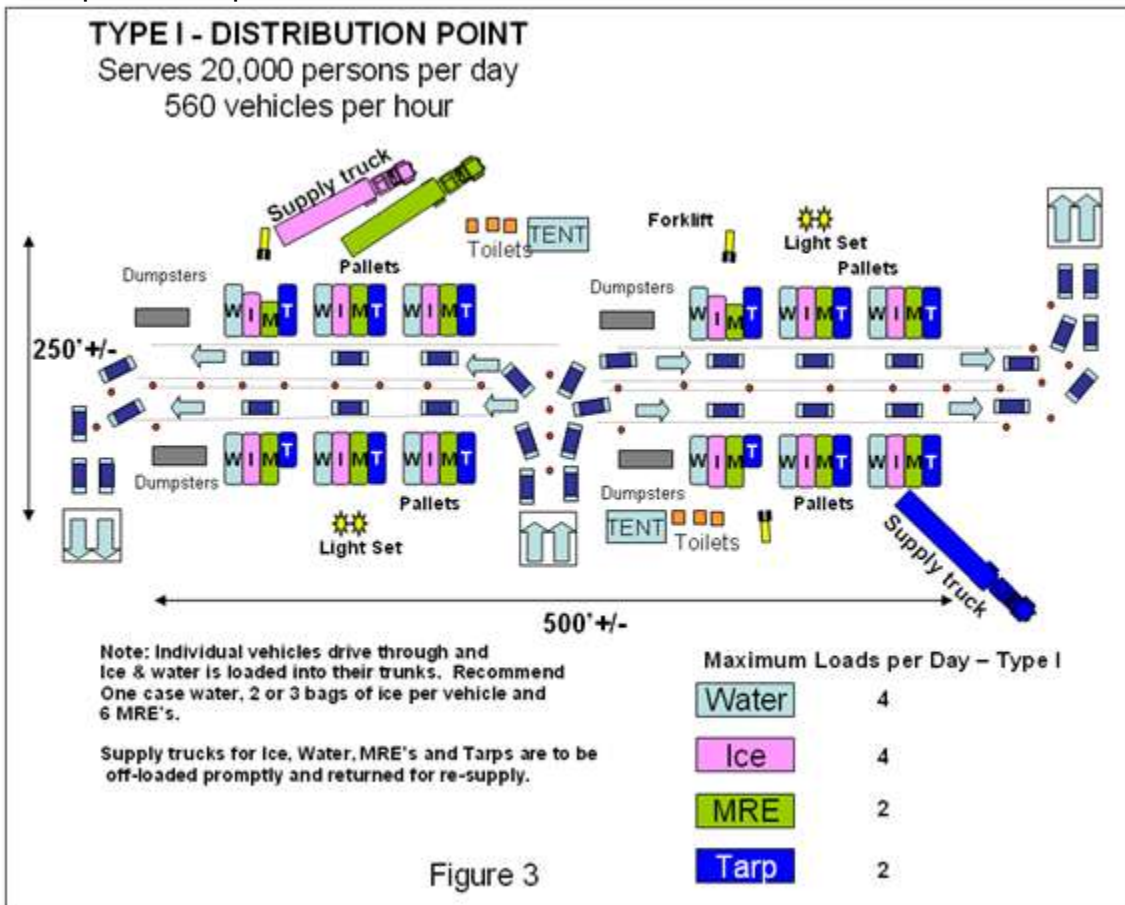 TYPE I - DISTRIBUTION POINT
Serves 20,000 persons per day
560 vehicles per hour
Supply truck
Toilets
TENT
Forklift
Light Set
Pallets
Pallets
Dumpsters
Dumpsters
W I M T
W I M T
W I M T
W I M T
W I M T
W I M T
250'+/-
W I M T
W I M T
W I M T
W I M T
W I M T
W I M T
Dumpsters
Dumpsters
Pallets
Pallets
Light Set
TENT
Toilets
Supply truck
500'+/-
Note: Individual vehicles drive through and
Ice & water is loaded into their trunks. Recommend
One case water, 2 or 3 bags of ice per vehicle and
6 MRE's.
Supply trucks for Ice, Water, MRE's and Tarps are to be
off-loaded promptly and returned for re-supply.
Maximum Loads per Day – Type I
Water 4
Ice 4
MRE 2
Tarp 2
Figure 3